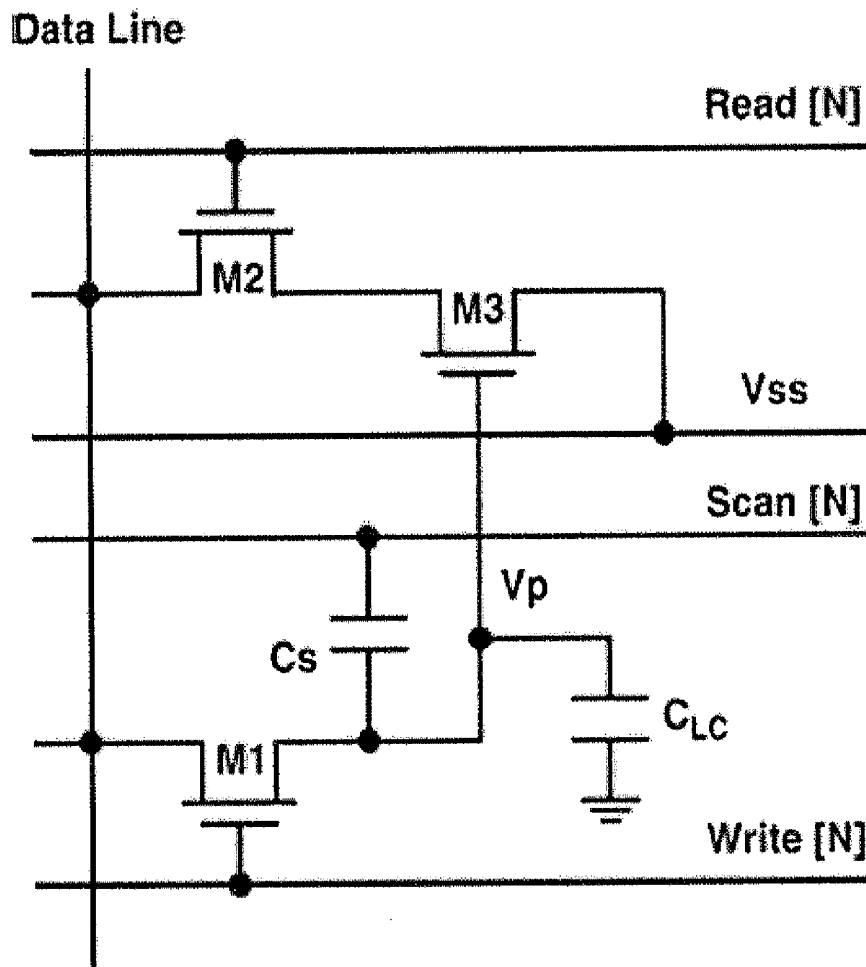 Data Line
Read [N]
M2
M3
Vss
Scan [N]
Vp
Cs
CLC
M1
Write [N]